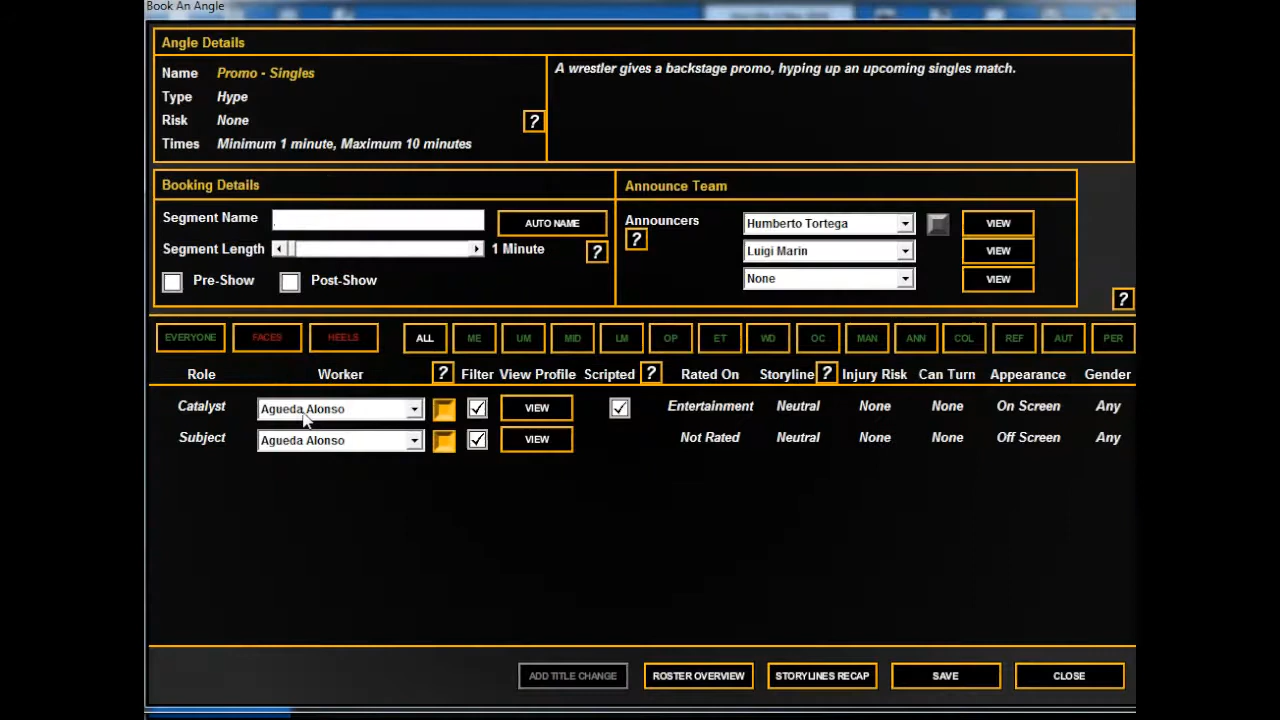 Book An Angle
Angle Details
Name Promo - Singles
A wrestler gives a backstage promo, hyping up an upcoming singles match.
Type Hype
Risk None
?
Times Minimum 1 minute, Maximum 10 minutes
Booking Details
Announce Team
Segment Name
AUTO NAME
Announcers
?
Humberto Tortega
VIEW
Segment Length
1 Minute
?
Luigi Marin
VIEW
Pre-Show
Post-Show
None
VIEW
?
EVERYONE FACES HEELS ALL ME UM MID LM OP ET WD OC MAN ANN COL REF AUT PER
Role Worker ? Filter View Profile Scripted ? Rated On Storyline ? Injury Risk Can Turn Appearance Gender
Catalyst Agueda Alonso VIEW Entertainment Neutral None None On Screen Any
Subject Agueda Alonso VIEW Not Rated Neutral None None Off Screen Any
ADD TITLE CHANGE ROSTER OVERVIEW STORYLINES RECAP SAVE CLOSE